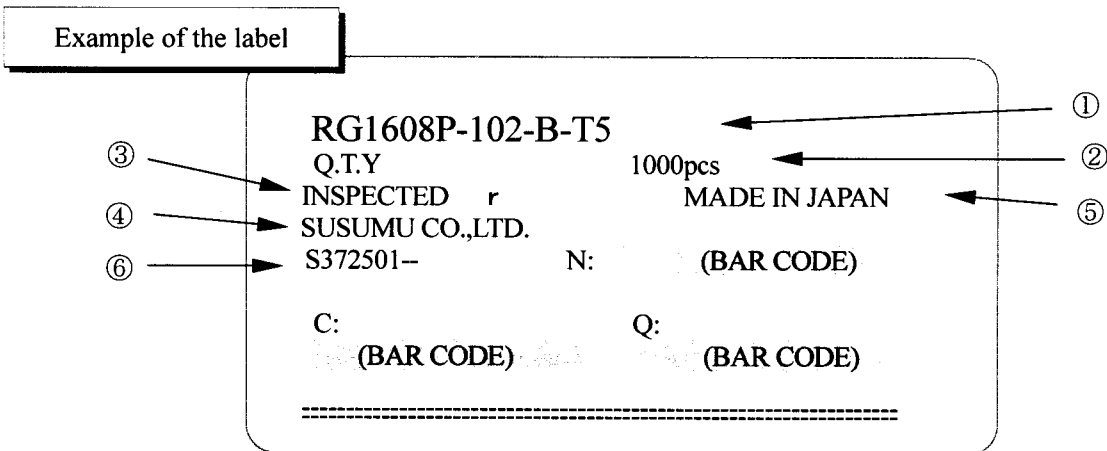 Example of the label
RG1608P-102-B-T5 ①
③ Q.T.Y 1000pcs ②
INSPECTED r MADE IN JAPAN ⑤
④ SUSUMU CO.,LTD.
⑥ S372501-- N: (BAR CODE)
C: Q:
(BAR CODE) (BAR CODE)